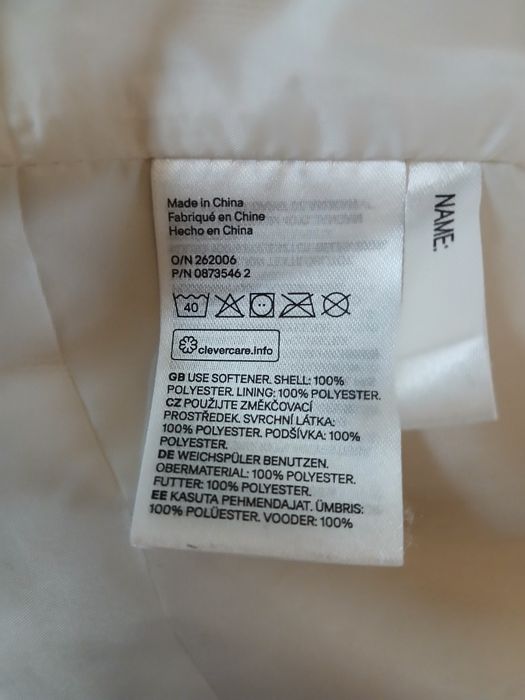 Made in China
Fabriqué en Chine
Hecho en China
O/N 262006
P/N 0873546 2
40
clevercare.info
GB USE SOFTENER. SHELL: 100%
POLYESTER. LINING: 100% POLYESTER.
CZ POUŽIJTE ZMĚKČOVACÍ
PROSTŘEDEK. SVRCHNÍ LÁTKA:
100% POLYESTER. PODŠÍVKA: 100%
POLYESTER.
DE WEICHSPÜLER BENUTZEN.
OBERMATERIAL: 100% POLYESTER.
FUTTER: 100% POLYESTER.
EE KASUTA PEHMENDAJAT. ÜMBRIS:
100% POLÜESTER. VOODER: 100%
NAME: